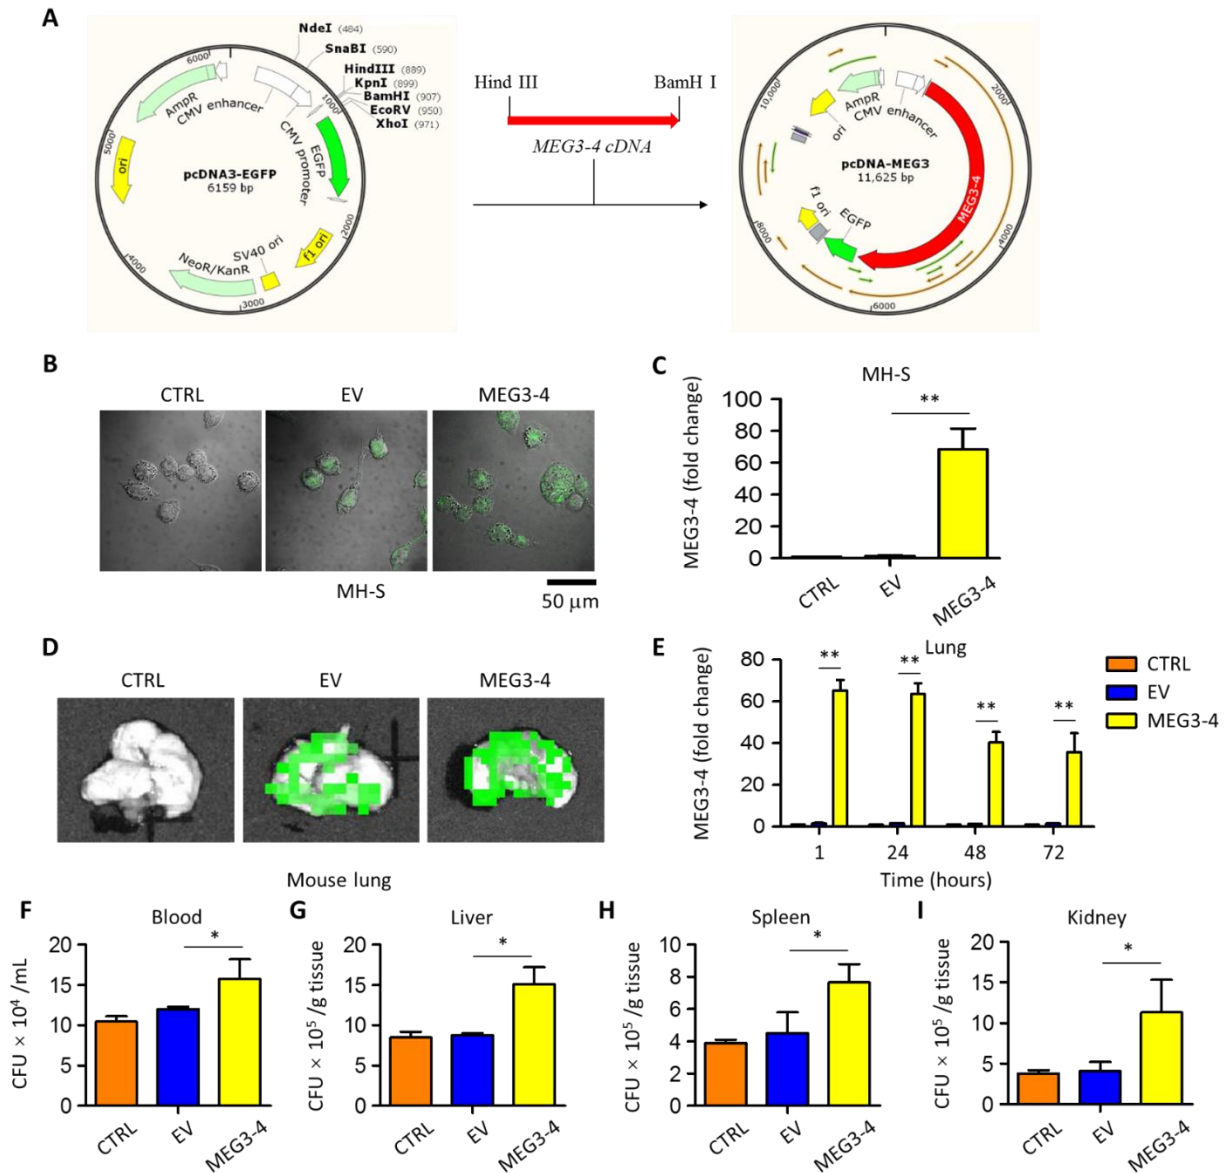 A
NdeI (484)
SnaBI (590)
HindIII (889)
KpnI (899)
BamHI (907)
EcoRV (950)
XhoI (971)
6000
1000
2000
3000
4000
5000
AmpR
CMV enhancer
CMV promoter
EGFP
ori
pcDNA3-EGFP
6159 bp
f1 ori
SV40 ori
NeoR/KanR
Hind III
BamH I
MEG3-4 cDNA
10,000
2000
4000
6000
8000
AmpR
CMV enhancer
ori
pcDNA-MEG3
11,625 bp
MEG3-4
f1 ori
EGFP
B
CTRL
EV
MEG3-4
MH-S
50 μm
C
MH-S
MEG3-4 (fold change)
100
80
60
40
20
0
**
CTRL
EV
MEG3-4
D
CTRL
EV
MEG3-4
Mouse lung
E
Lung
MEG3-4 (fold change)
80
60
40
20
0
**
**
**
**
1
24
48
72
Time (hours)
CTRL
EV
MEG3-4
F
Blood
CFU × 10⁴ /mL
20
15
10
5
0
*
CTRL
EV
MEG3-4
G
Liver
CFU × 10⁵ /g tissue
20
15
10
5
0
*
CTRL
EV
MEG3-4
H
Spleen
CFU × 10⁵ /g tissue
10
8
6
4
2
0
*
CTRL
EV
MEG3-4
I
Kidney
CFU × 10⁵ /g tissue
20
15
10
5
0
*
CTRL
EV
MEG3-4